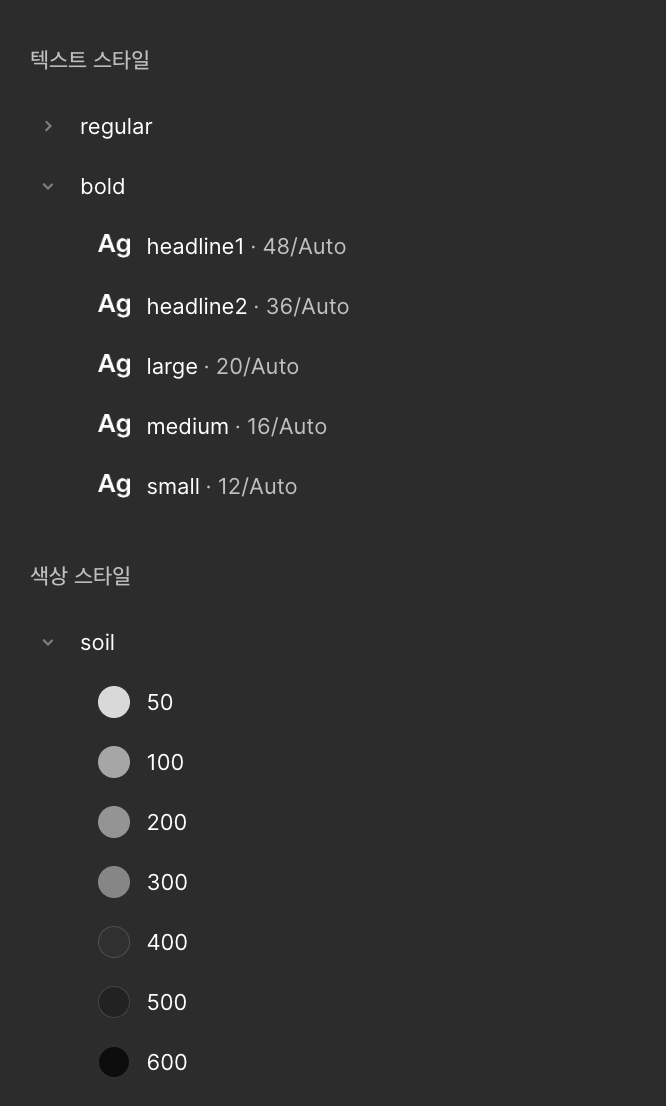 텍스트 스타일
regular
bold
Ag headline1 · 48/Auto
Ag headline2 · 36/Auto
Ag large · 20/Auto
Ag medium · 16/Auto
Ag small · 12/Auto
색상 스타일
soil
50
100
200
300
400
500
600